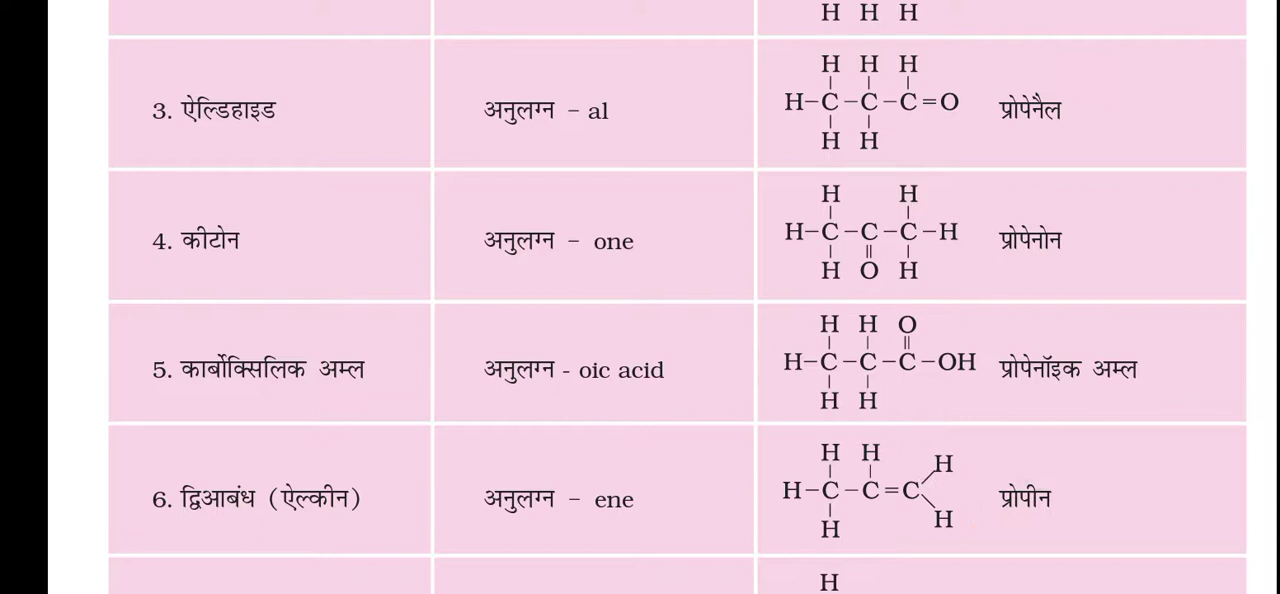 H H H
3. ऐल्डिहाइड
अनुलग्न – al
H H H
H–C–C–C=O
H H
प्रोपेनैल
4. कीटोन
अनुलग्न – one
H H
H–C–C–C–H
H O H
प्रोपेनोन
5. कार्बोक्सिलिक अम्ल
अनुलग्न - oic acid
H H O
H–C–C–C–OH
H H
प्रोपेनॉइक अम्ल
6. द्विआबंध (ऐल्कीन)
अनुलग्न – ene
H H
H
H–C–C=C
H
H
प्रोपीन
H